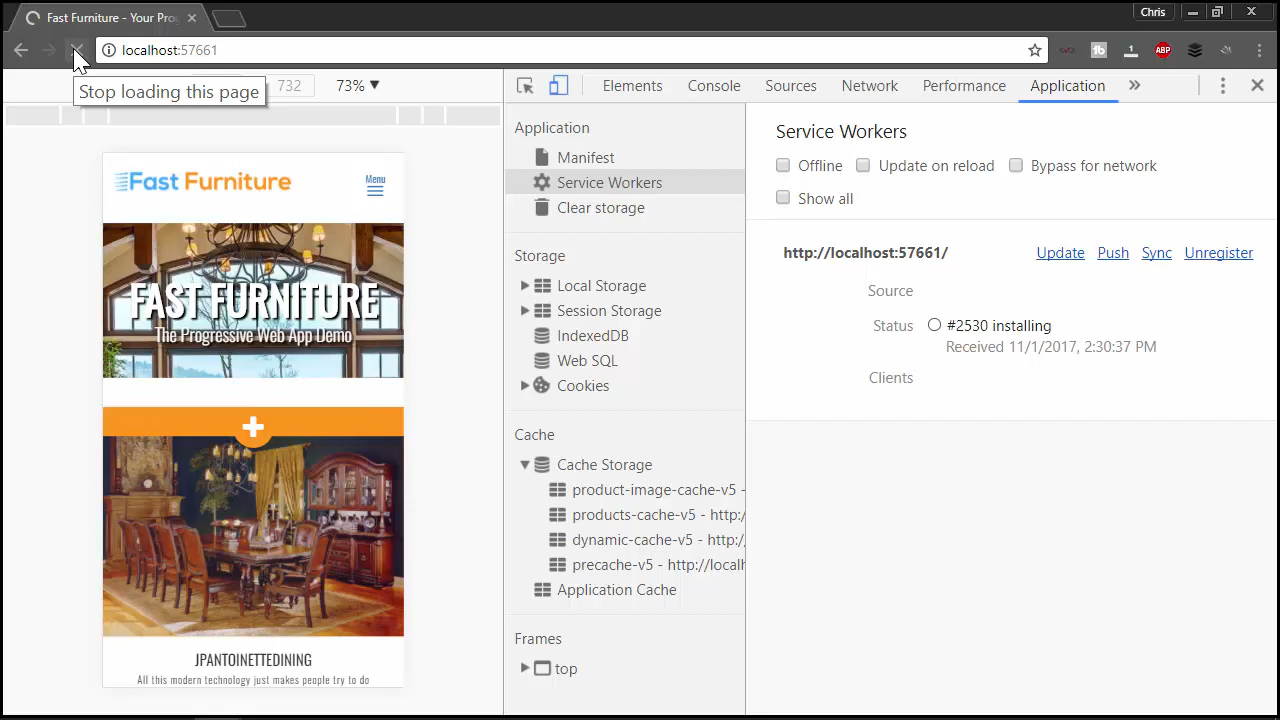 Fast Furniture - Your Pro
Chris
localhost:57661
Stop loading this page
732
73%
Fast Furniture
Menu
FAST FURNITURE
The Progressive Web App Demo
JPANTOINETTEDINING
All this modern technology just makes people try to do
Elements Console Sources Network Performance Application
Application
Manifest
Service Workers
Clear storage
Storage
Local Storage
Session Storage
IndexedDB
Web SQL
Cookies
Cache
Cache Storage
product-image-cache-v5 -
products-cache-v5 - http:/
dynamic-cache-v5 - http:/
precache-v5 - http://local
Application Cache
Frames
top
Service Workers
Offline Update on reload Bypass for network
Show all
http://localhost:57661/ Update Push Sync Unregister
Source
Status #2530 installing
Received 11/1/2017, 2:30:37 PM
Clients
tb
1
ABP